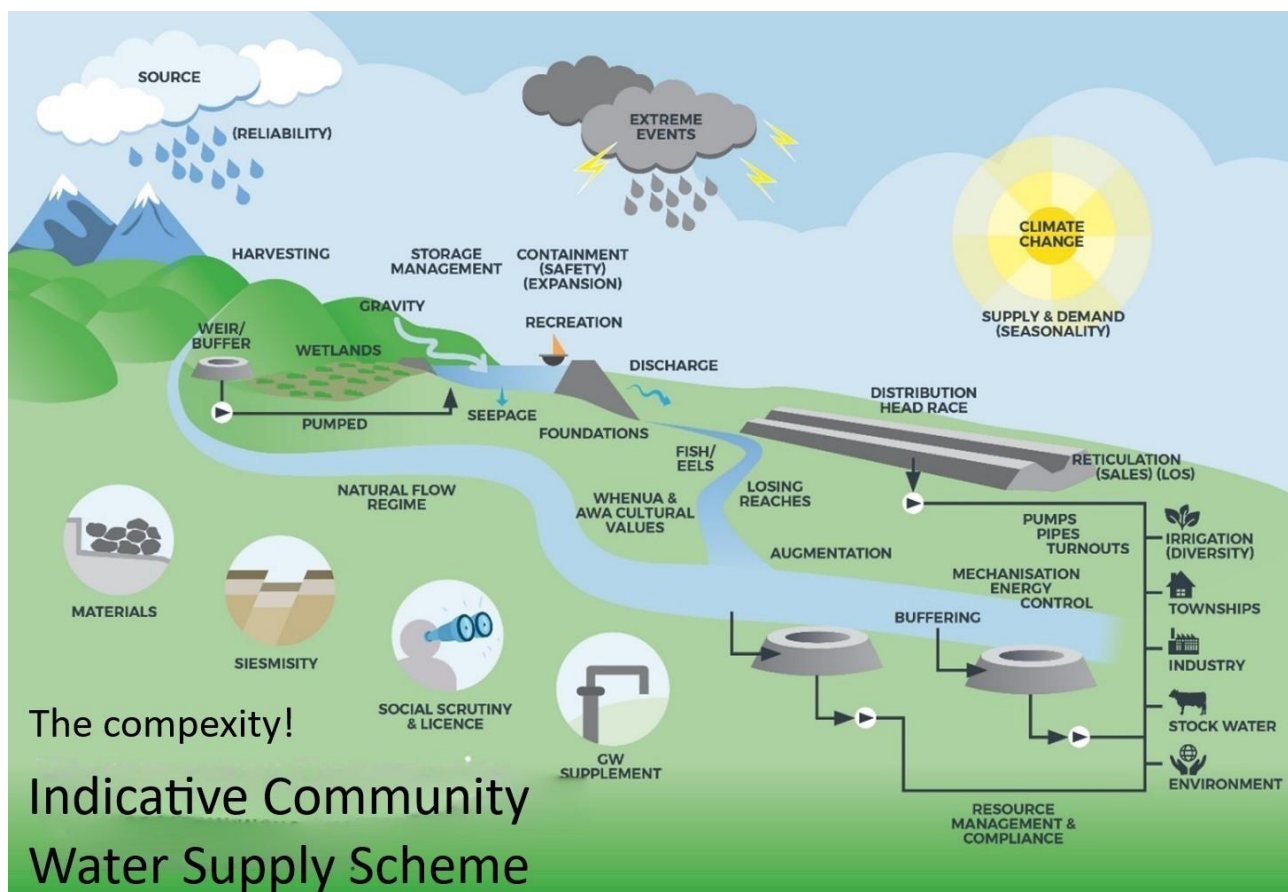 SOURCE
(RELIABILITY)
EXTREME
EVENTS
CLIMATE
CHANGE
SUPPLY & DEMAND
(SEASONALITY)
HARVESTING
STORAGE
MANAGEMENT
CONTAINMENT
(SAFETY)
(EXPANSION)
GRAVITY
RECREATION
WEIR/
BUFFER
WETLANDS
DISCHARGE
PUMPED
SEEPAGE
FOUNDATIONS
DISTRIBUTION
HEAD RACE
FISH/
EELS
RETICULATION
(SALES) (LOS)
NATURAL FLOW
REGIME
WHENUA &
AWA CULTURAL
VALUES
LOSING
REACHES
AUGMENTATION
PUMPS
PIPES
TURNOUTS
IRRIGATION
(DIVERSITY)
MECHANISATION
ENERGY
CONTROL
TOWNSHIPS
BUFFERING
INDUSTRY
STOCK WATER
ENVIRONMENT
MATERIALS
SIESMISITY
SOCIAL SCRUTINY
& LICENCE
GW
SUPPLEMENT
RESOURCE
MANAGEMENT &
COMPLIANCE
The compexity!
Indicative Community
Water Supply Scheme